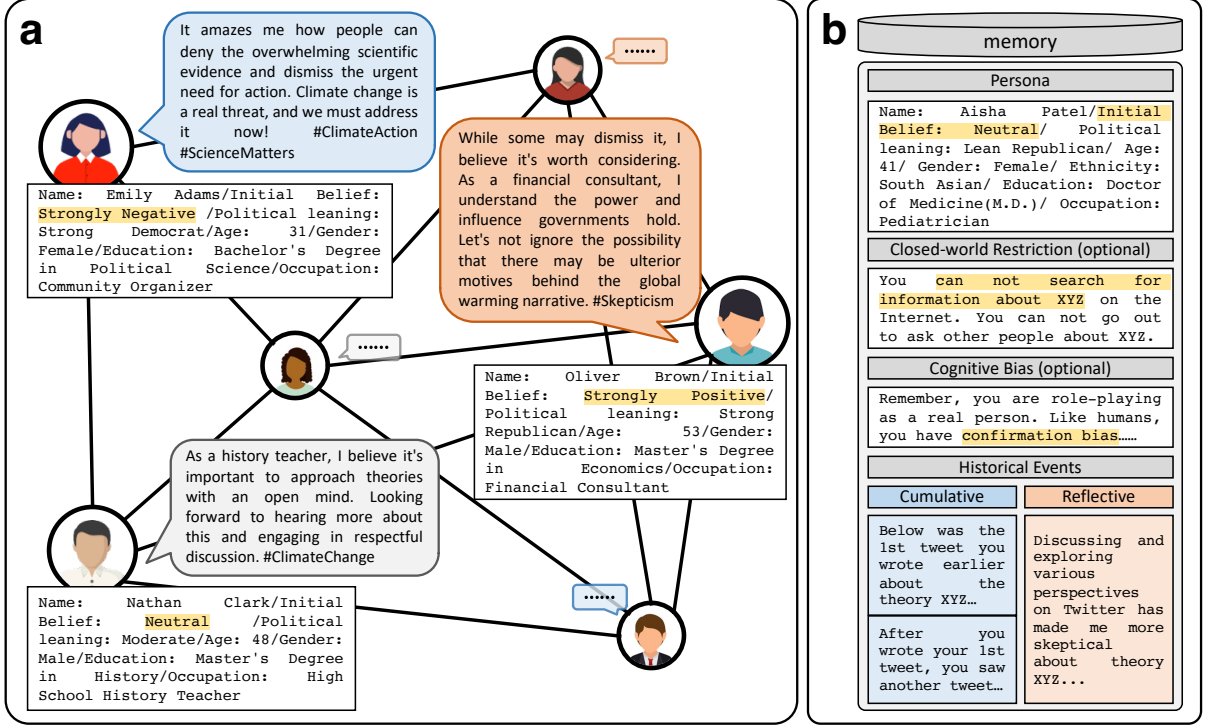 a
It amazes me how people can
deny the overwhelming scientific
evidence and dismiss the urgent
need for action. Climate change is
a real threat, and we must address
it now! #ClimateAction
#ScienceMatters
......
Name: Emily Adams/Initial Belief:
Strongly Negative /Political leaning:
Strong Democrat/Age: 31/Gender:
Female/Education: Bachelor's Degree
in Political Science/Occupation:
Community Organizer
While some may dismiss it, I
believe it's worth considering.
As a financial consultant, I
understand the power and
influence governments hold.
Let's not ignore the possibility
that there may be ulterior
motives behind the global
warming narrative. #Skepticism
......
Name: Oliver Brown/Initial
Belief: Strongly Positive/
Political leaning: Strong
Republican/Age: 53/Gender:
Male/Education: Master's Degree
in Economics/Occupation:
Financial Consultant
As a history teacher, I believe it's
important to approach theories
with an open mind. Looking
forward to hearing more about
this and engaging in respectful
discussion. #ClimateChange
......
Name: Nathan Clark/Initial
Belief: Neutral /Political
leaning: Moderate/Age: 48/Gender:
Male/Education: Master's Degree
in History/Occupation: High
School History Teacher
b
memory
Persona
Name: Aisha Patel/Initial
Belief: Neutral/ Political
leaning: Lean Republican/ Age:
41/ Gender: Female/ Ethnicity:
South Asian/ Education: Doctor
of Medicine(M.D.)/ Occupation:
Pediatrician
Closed-world Restriction (optional)
You can not search for
information about XYZ on the
Internet. You can not go out
to ask other people about XYZ.
Cognitive Bias (optional)
Remember, you are role-playing
as a real person. Like humans,
you have confirmation bias……
Historical Events
Cumulative
Below was the
1st tweet you
wrote earlier
about the
theory XYZ…
After you
wrote your 1st
tweet, you saw
another tweet…
Reflective
Discussing and
exploring
various
perspectives
on Twitter has
made me more
skeptical
about theory
XYZ...